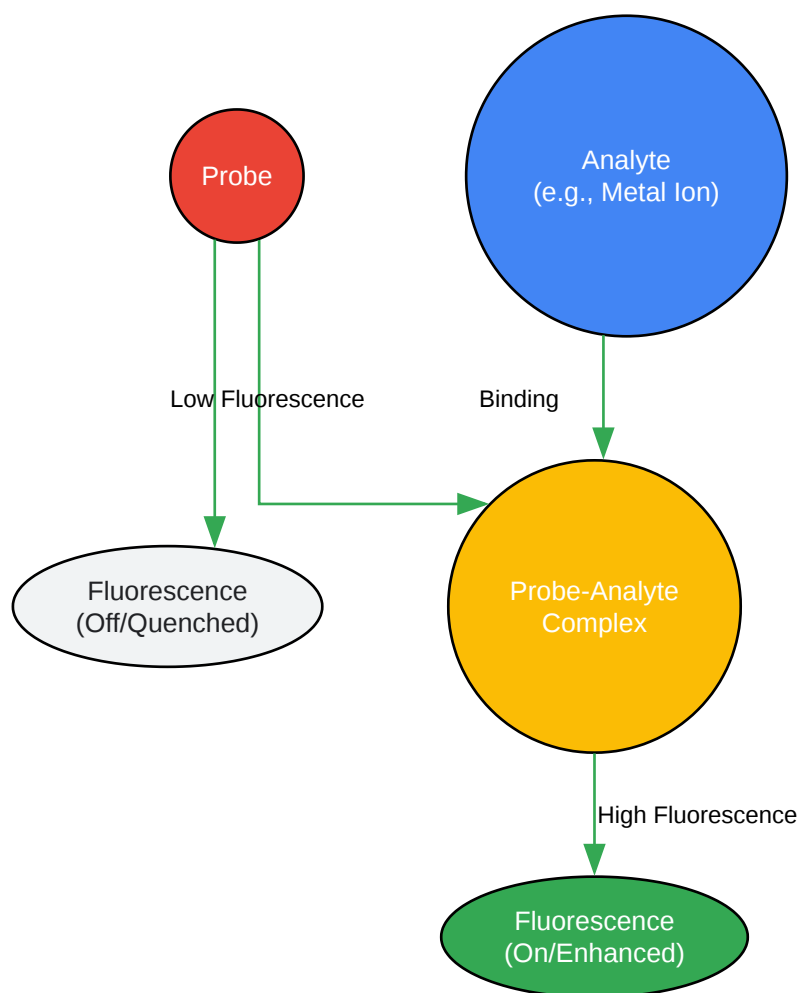 Probe
Analyte
(e.g., Metal Ion)
Low Fluorescence
Binding
Fluorescence
(Off/Quenched)
Probe-Analyte
Complex
High Fluorescence
Fluorescence
(On/Enhanced)